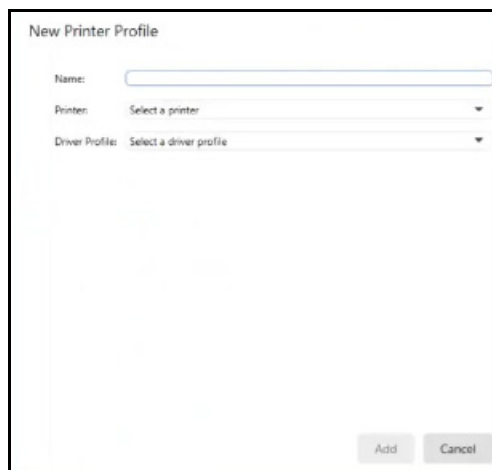 New Printer Profile
Name:
Printer: Select a printer
Driver Profile: Select a driver profile
Add Cancel